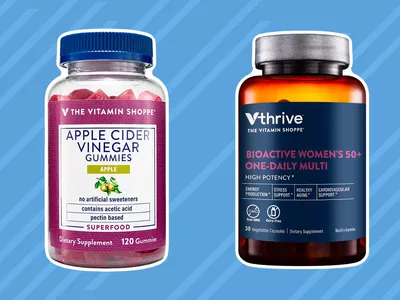 THE VITAMIN SHOPPE
APPLE CIDER
VINEGAR
GUMMIES
APPLE
no artificial sweeteners
contains acetic acid
pectin based
SUPERFOOD
Dietary Supplement 120 Gummies
Vthrive
THE VITAMIN SHOPPE
BIOACTIVE WOMEN'S 50+
ONE-DAILY MULTI
HIGH POTENCY
ENERGY PRODUCTION
STRESS SUPPORT
HEALTHY AGING
CARDIOVASCULAR SUPPORT
30 Vegetable Capsules Dietary Supplement Multivitamins